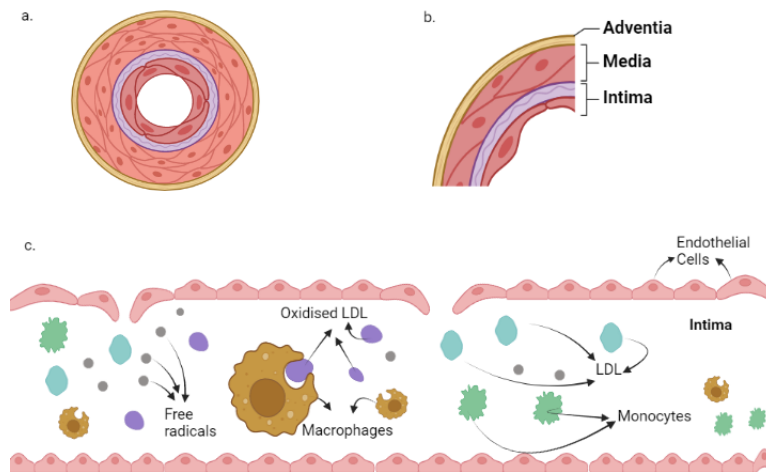 a.
b.
Adventia
Media
Intima
c.
Endothelial
Cells
Oxidised LDL
Intima
LDL
Free
radicals
Macrophages
Monocytes